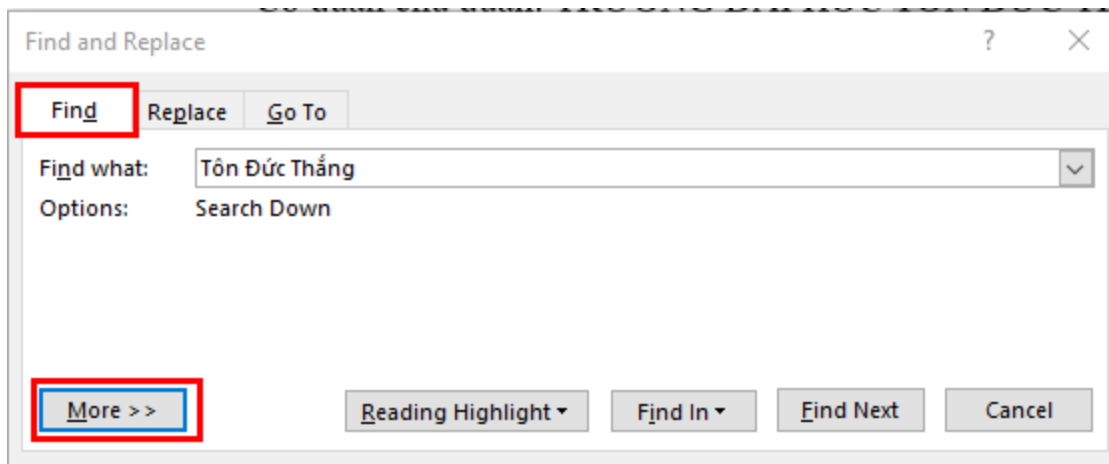 Find and Replace ? ×
Find Replace Go To
Find what: Tôn Đức Thắng
Options: Search Down
More >> Reading Highlight Find In Find Next Cancel